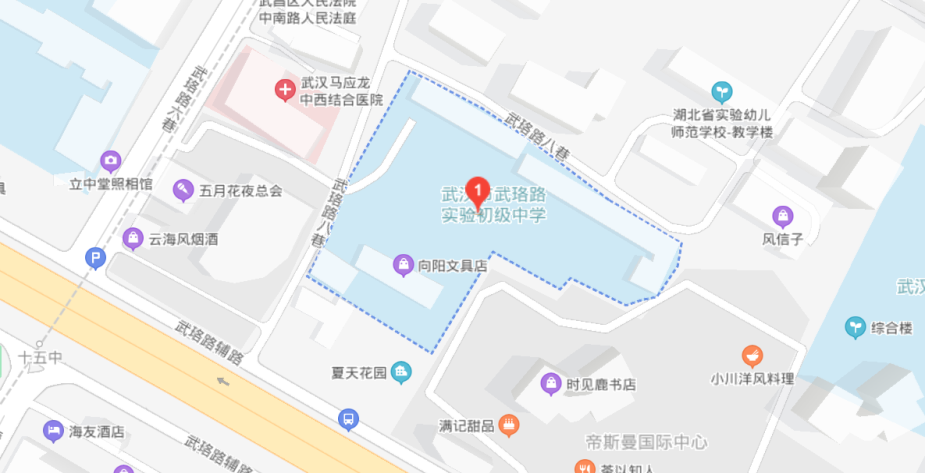 武昌区人民法院
中南路人民法庭
武汉马应龙
中西结合医院
武珞路六巷
武珞路八巷
湖北省实验幼儿
师范学校-教学楼
立中堂照相馆
五月花夜总会
武珞路八巷
1
武汉市武珞路
实验初级中学
云海风烟酒
风信子
P
向阳文具店
武汉
综合楼
武珞路辅路
十五中
夏天花园
小川洋风料理
时见鹿书店
满记甜品
海友酒店
帝斯曼国际中心
武珞路辅路
茶以知人